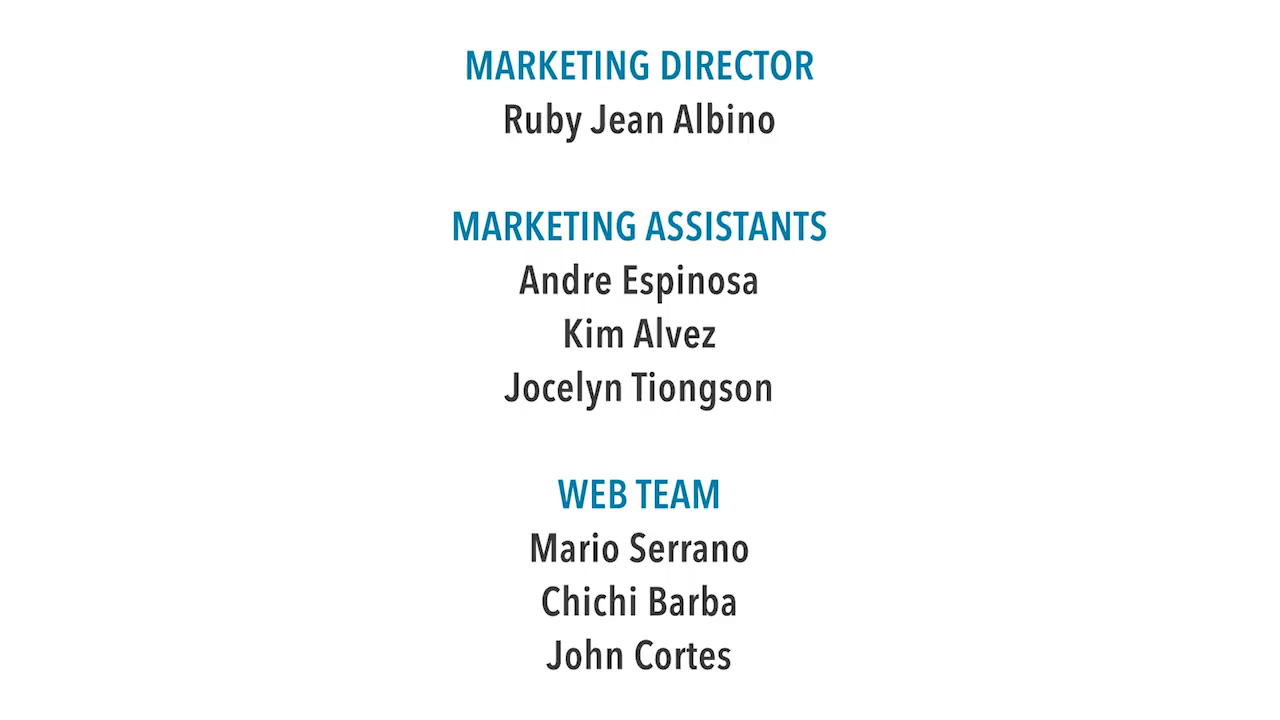 MARKETING DIRECTOR
Ruby Jean Albino
MARKETING ASSISTANTS
Andre Espinosa
Kim Alvez
Jocelyn Tiongson
WEB TEAM
Mario Serrano
Chichi Barba
John Cortes